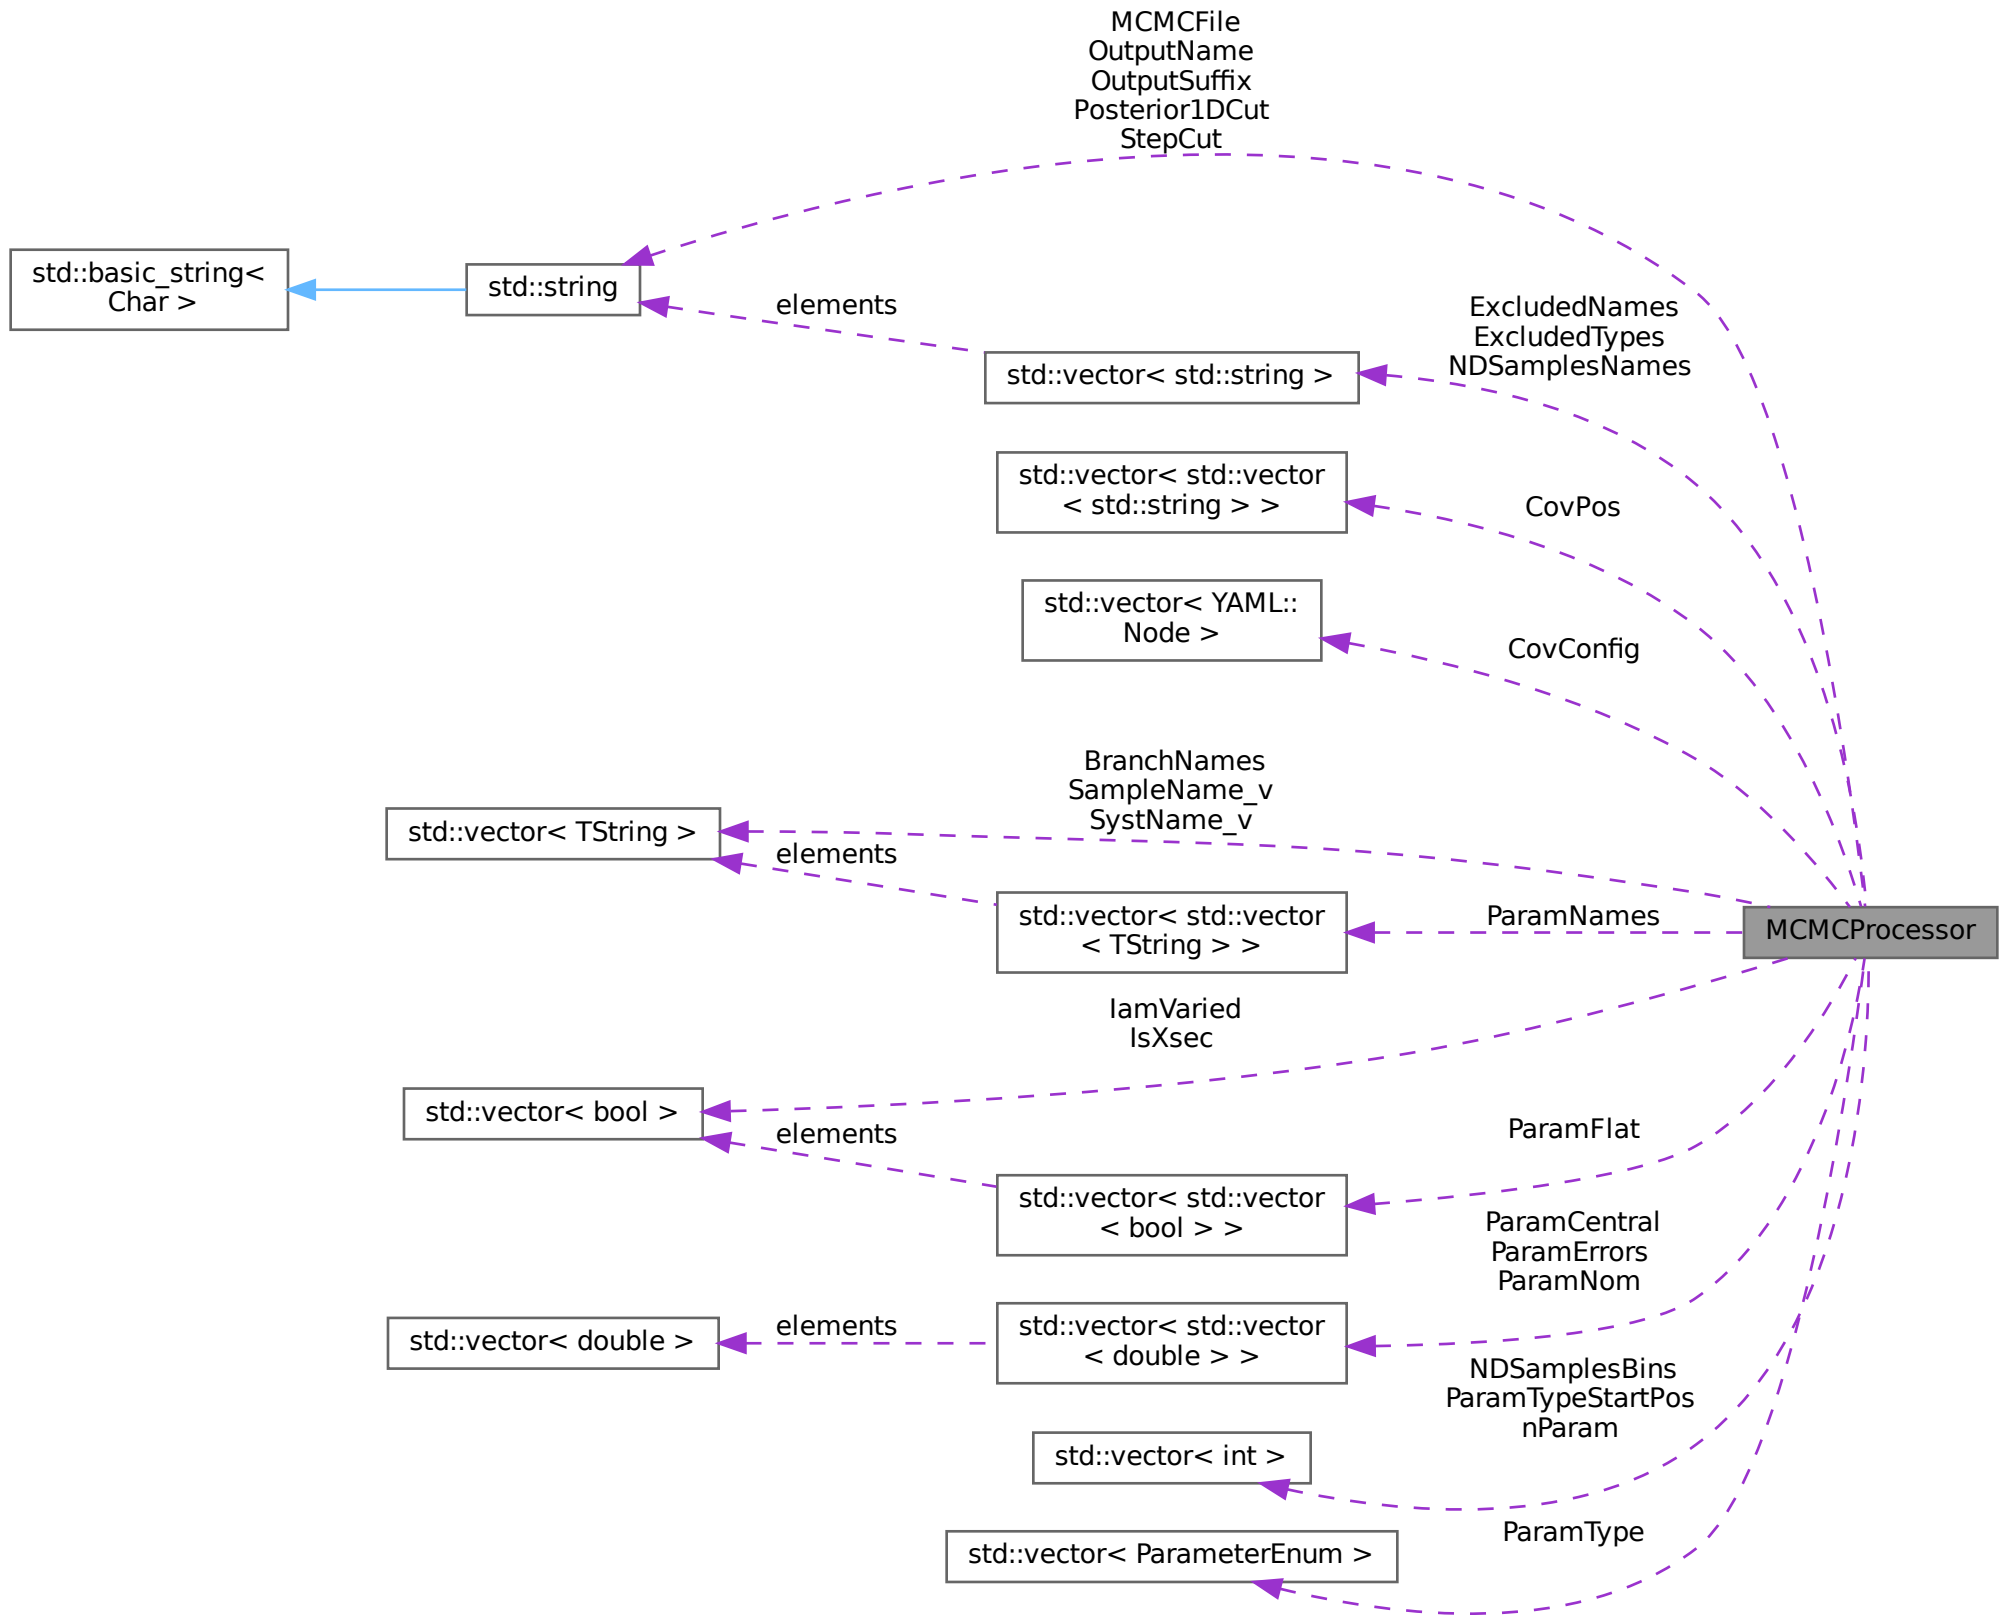 MCMCFile
OutputName
OutputSuffix
Posterior1DCut
StepCut
std::basic_string<
Char >
std::string
elements
ExcludedNames
ExcludedTypes
NDSamplesNames
std::vector< std::string >
std::vector< std::vector
< std::string > >
CovPos
std::vector< YAML::
Node >
CovConfig
BranchNames
SampleName_v
SystName_v
std::vector< TString >
elements
std::vector< std::vector
< TString > >
ParamNames
MCMCProcessor
IamVaried
IsXsec
std::vector< bool >
elements
ParamFlat
std::vector< std::vector
< bool > >
ParamCentral
ParamErrors
ParamNom
std::vector< double >
elements
std::vector< std::vector
< double > >
NDSamplesBins
ParamTypeStartPos
nParam
std::vector< int >
ParamType
std::vector< ParameterEnum >